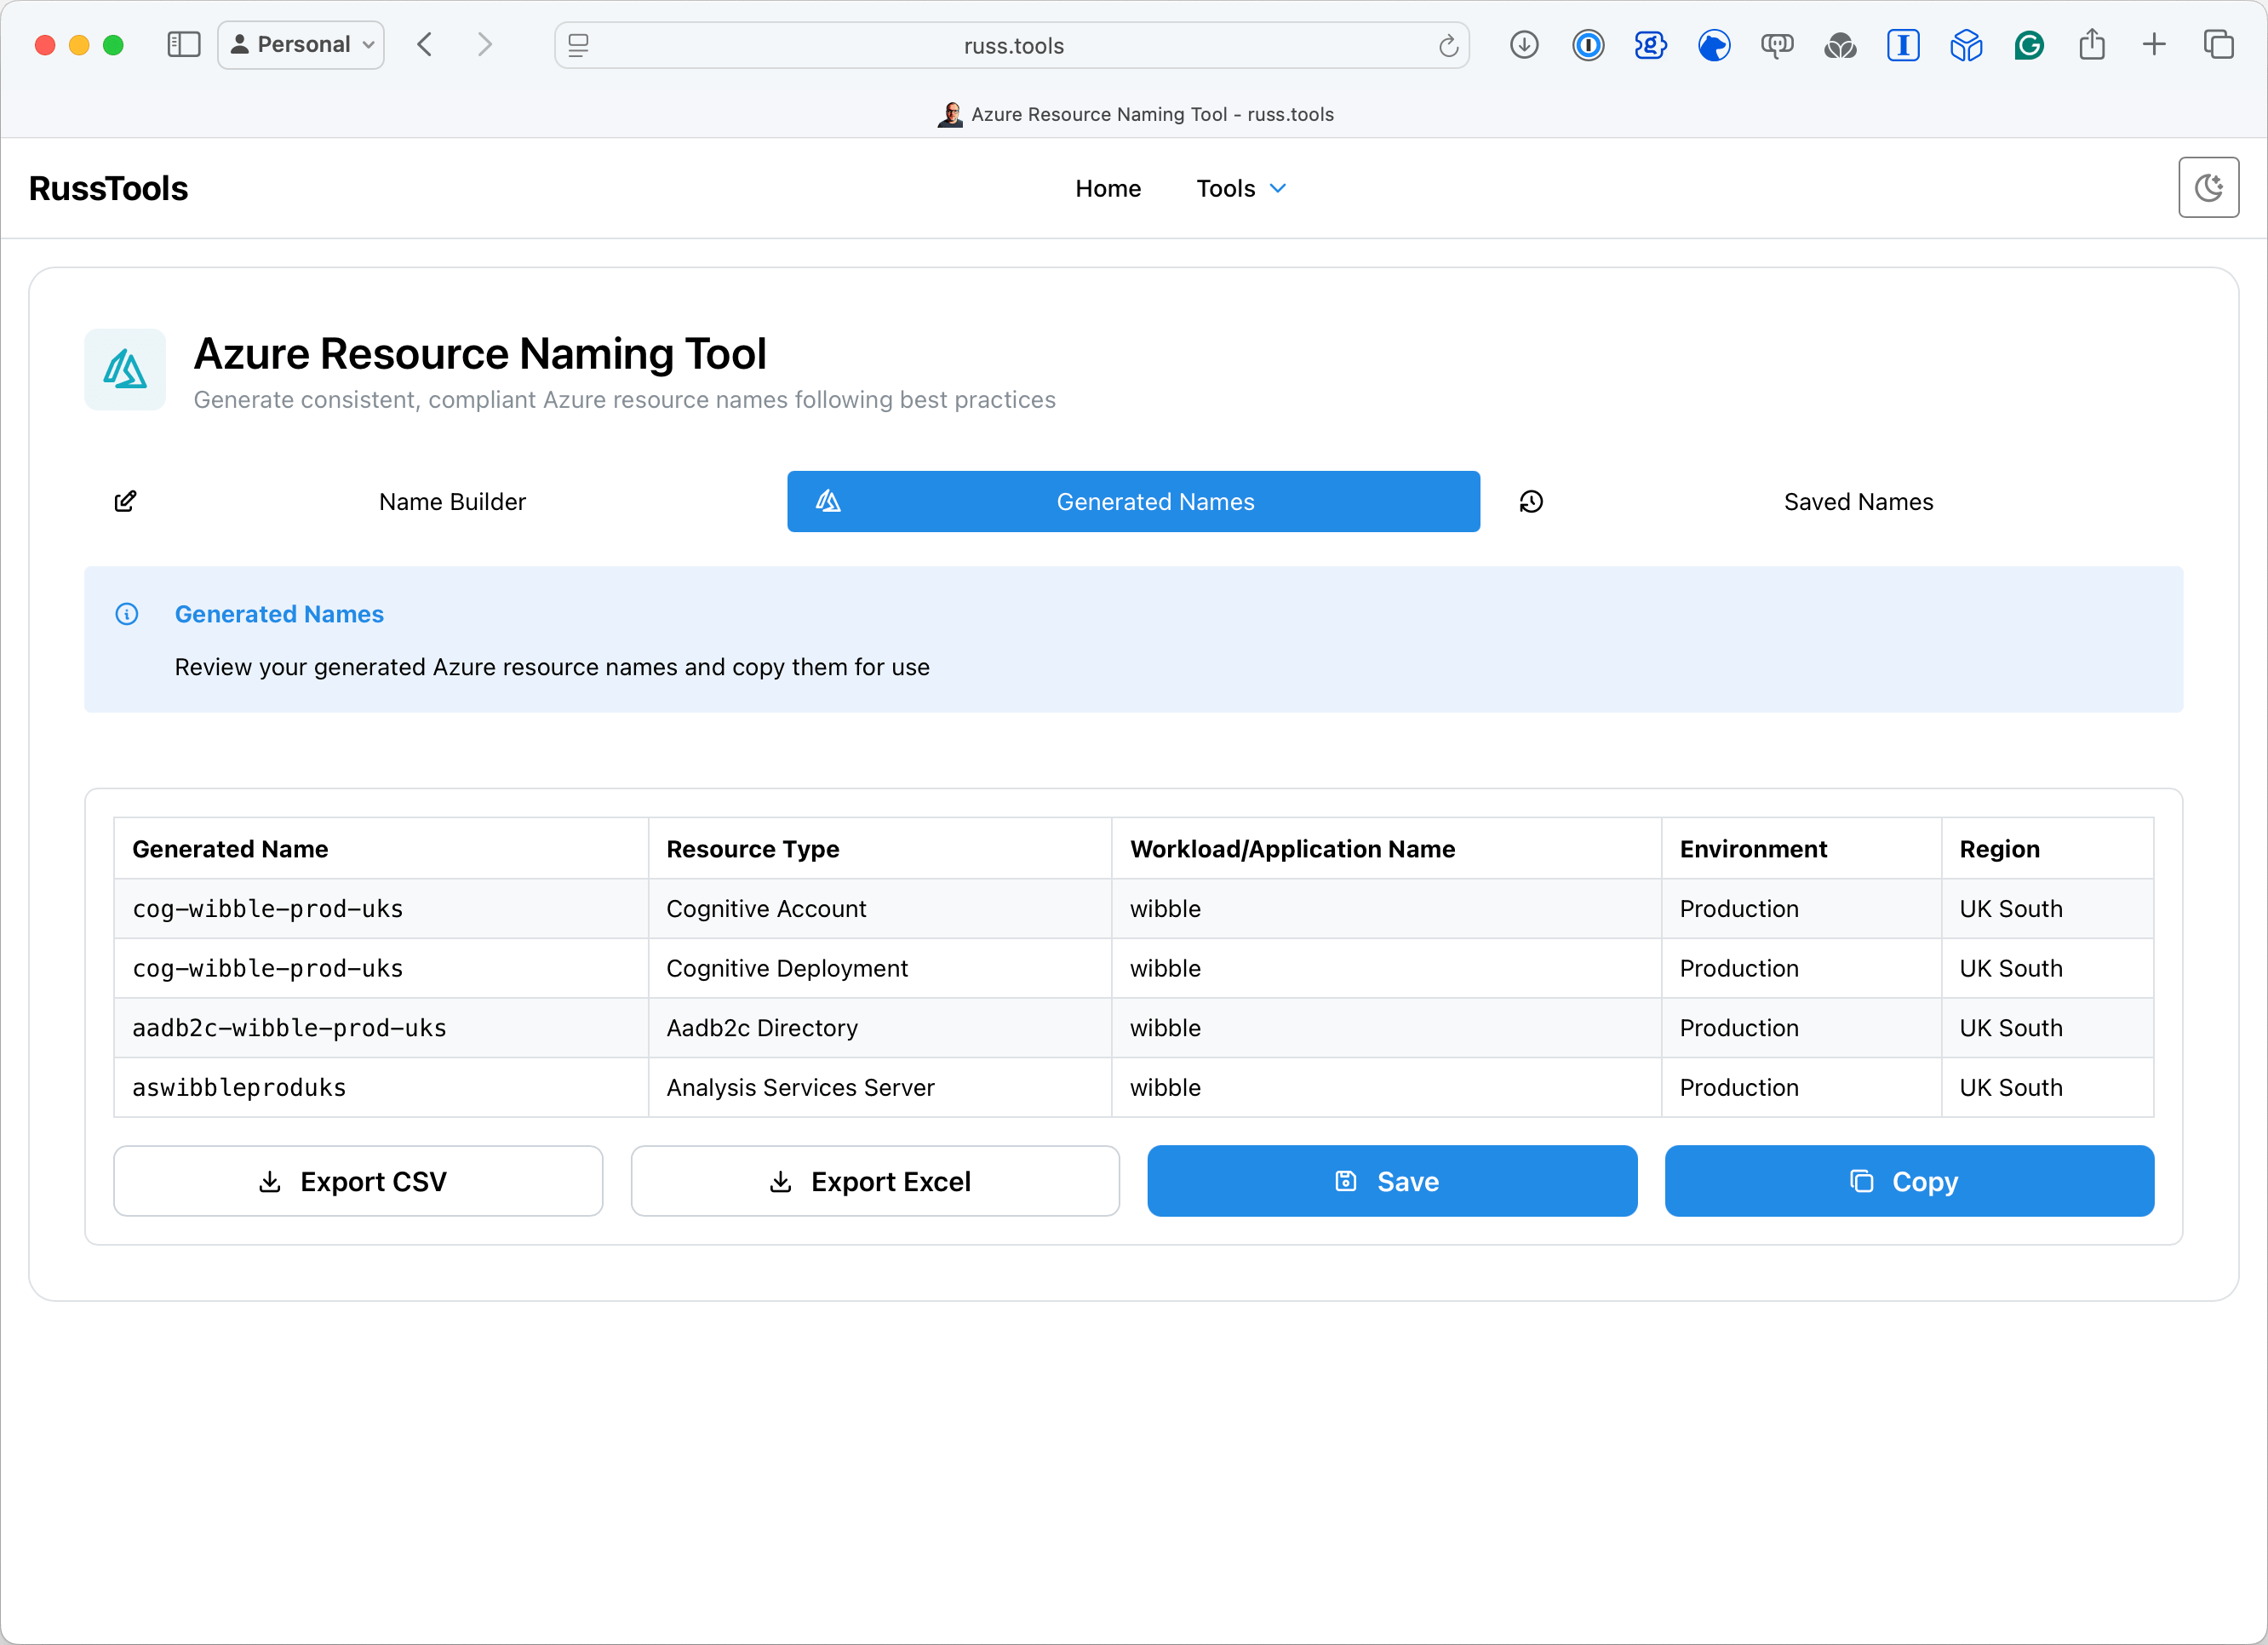 Personal
russ.tools
Azure Resource Naming Tool - russ.tools
RussTools
Home
Tools
Azure Resource Naming Tool
Generate consistent, compliant Azure resource names following best practices
Name Builder
Generated Names
Saved Names
Generated Names
Review your generated Azure resource names and copy them for use
Generated Name Resource Type Workload/Application Name Environment Region
cog-wibble-prod-uks Cognitive Account wibble Production UK South
cog-wibble-prod-uks Cognitive Deployment wibble Production UK South
aadb2c-wibble-prod-uks Aadb2c Directory wibble Production UK South
aswibbleproduks Analysis Services Server wibble Production UK South
Export CSV
Export Excel
Save
Copy